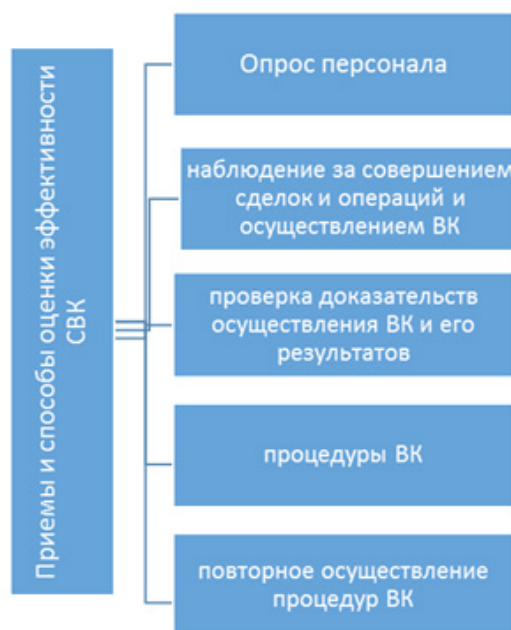 Приемы и способы оценки эффективности
СВК
Опрос персонала
наблюдение за совершением
сделок и операций и
осуществлением ВК
проверка доказательств
осуществления ВК и его
результатов
процедуры ВК
повторное осуществление
процедур ВК